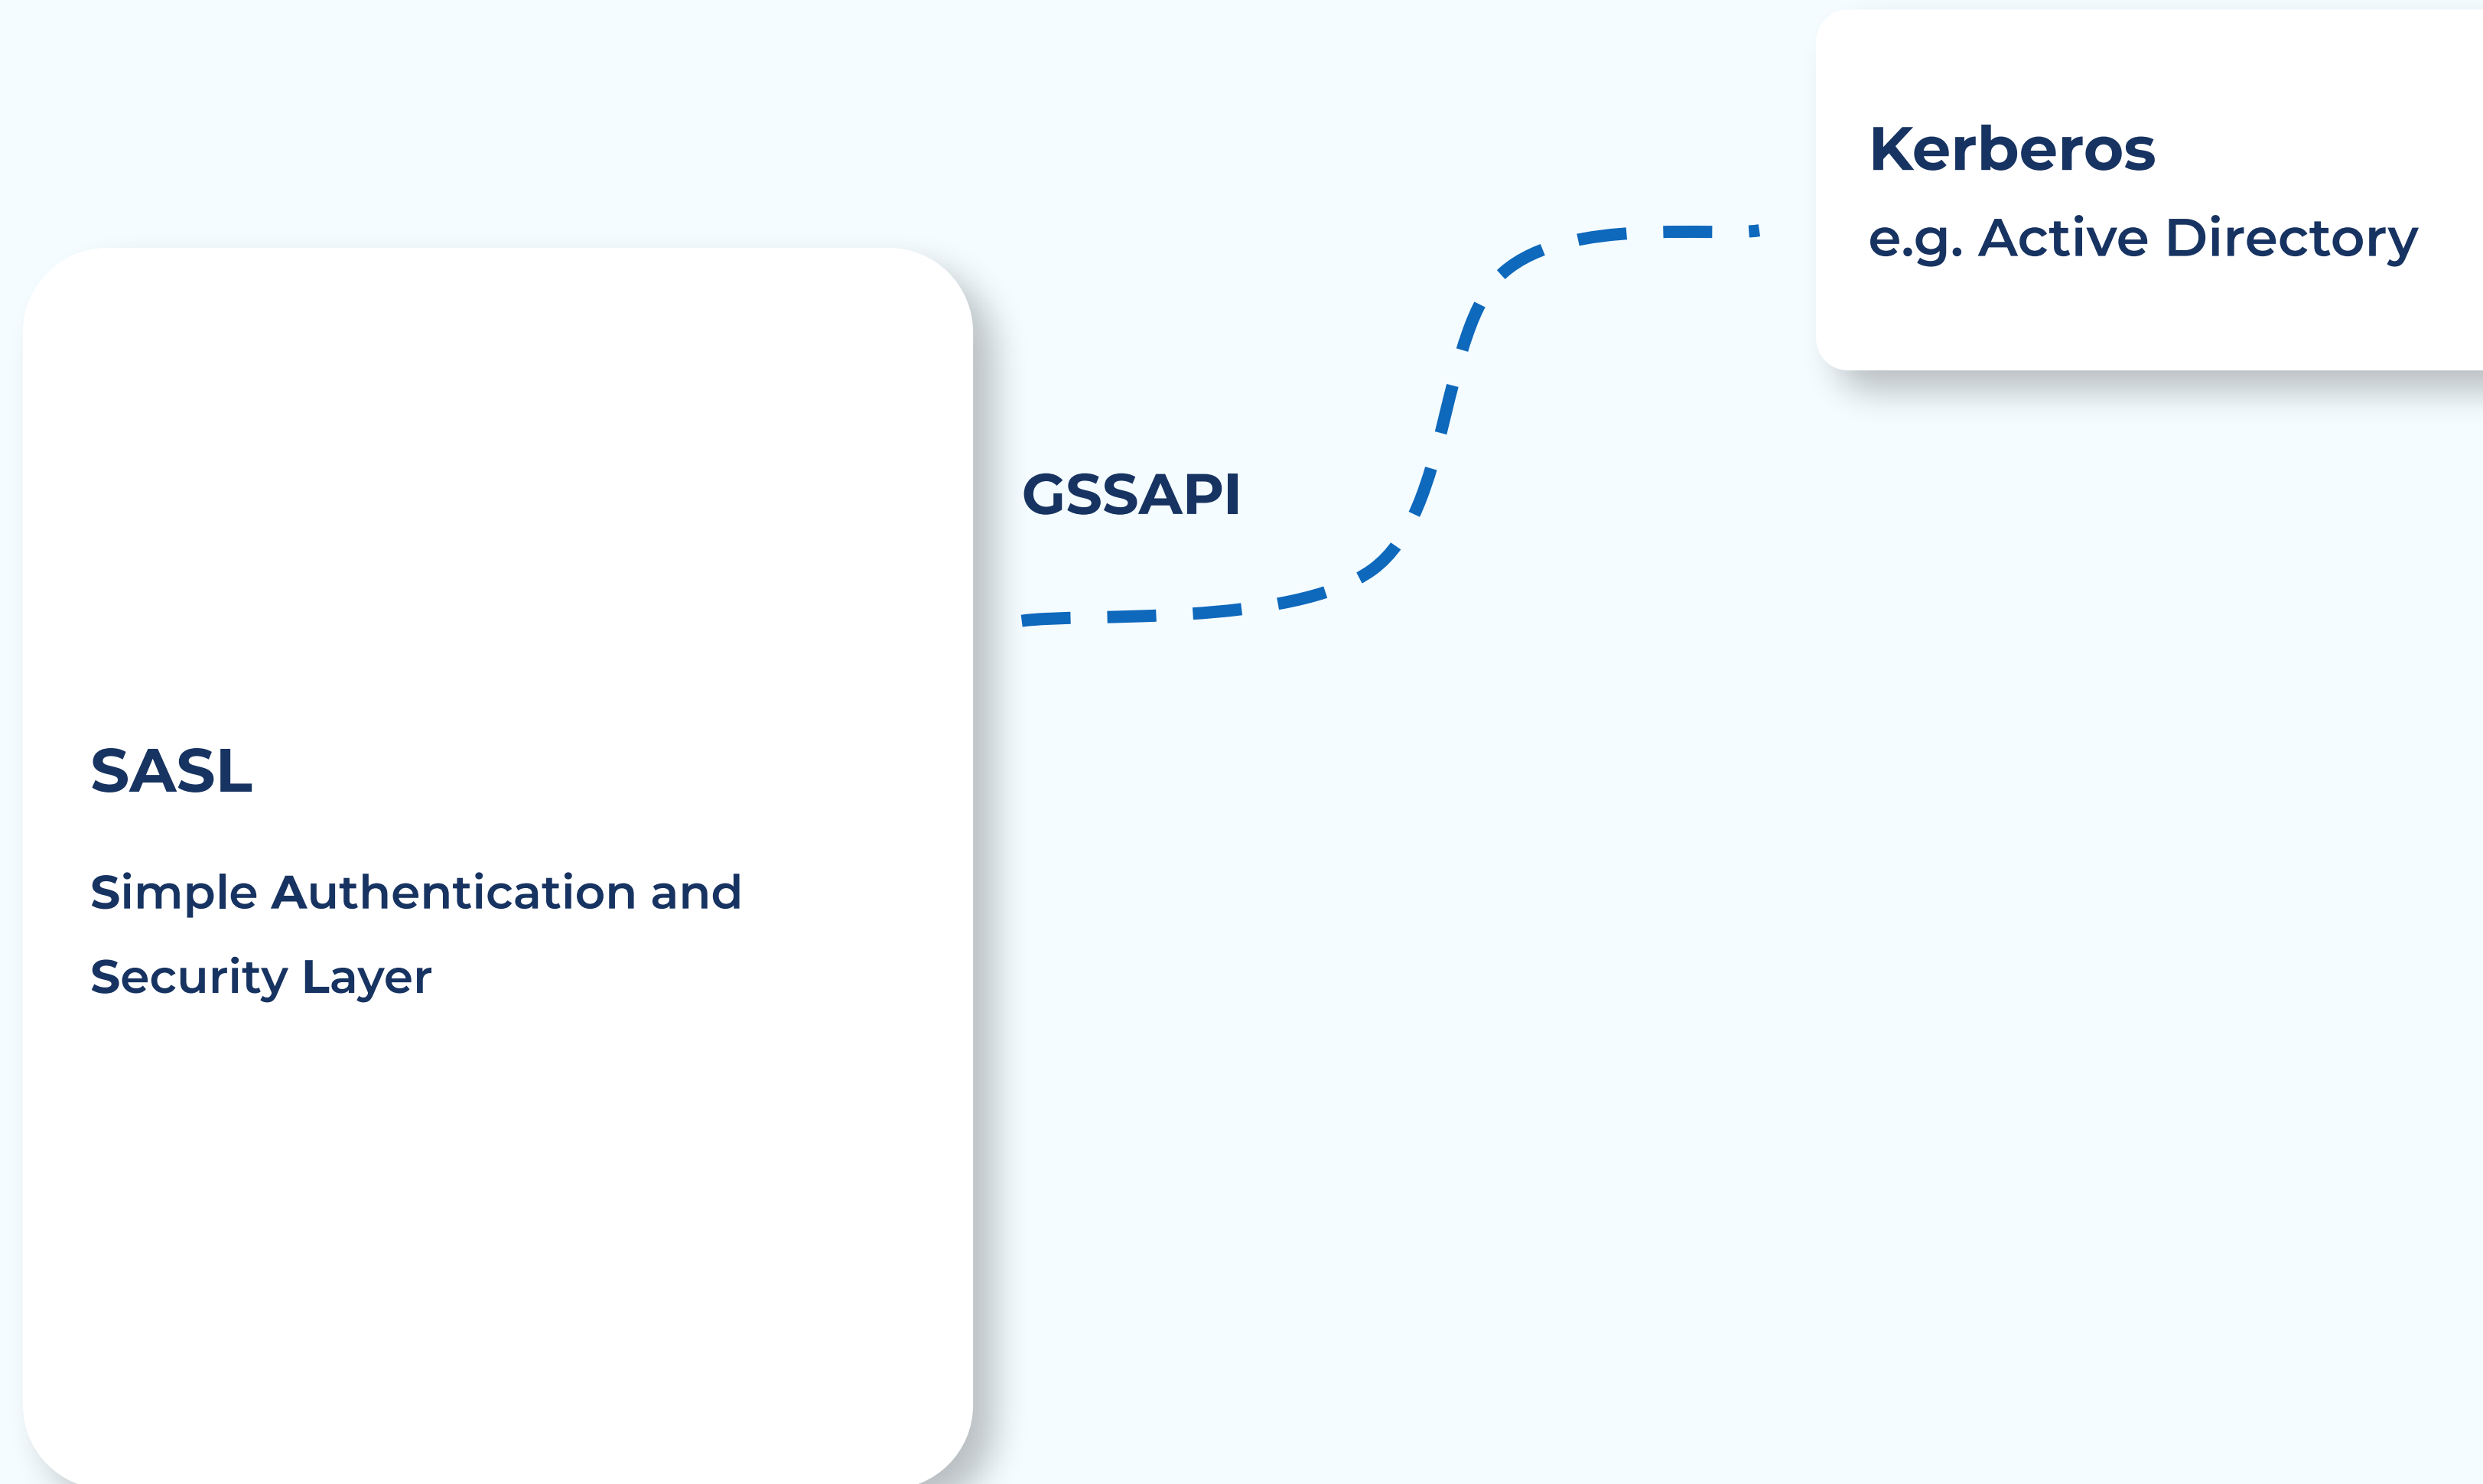 Kerberos
e.g. Active Directory
GSSAPI
SASL
Simple Authentication and
Security Layer